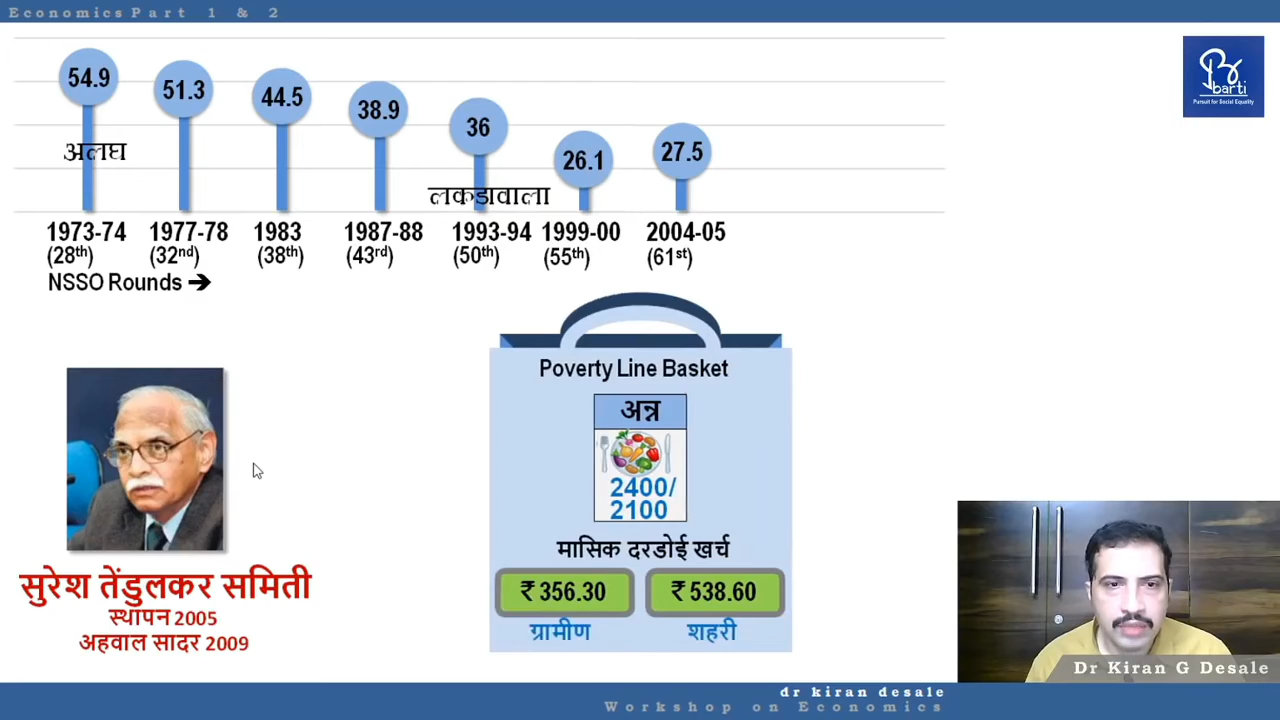 Economics Part 1 & 2
barti
Pursuit for Social Equality
54.9
51.3
44.5
38.9
36
26.1
27.5
अलघ
लकडावाला
1973-74 1977-78 1983 1987-88 1993-94 1999-00 2004-05
(28th) (32nd) (38th) (43rd) (50th) (55th) (61st)
NSSO Rounds ➔
Poverty Line Basket
अन्न
2400/
2100
मासिक दरडोई खर्च
₹ 356.30 ₹ 538.60
ग्रामीण शहरी
सुरेश तेंडुलकर समिती
स्थापन 2005
अहवाल सादर 2009
Dr Kiran G Desale
dr kiran desale
Workshop on Economics